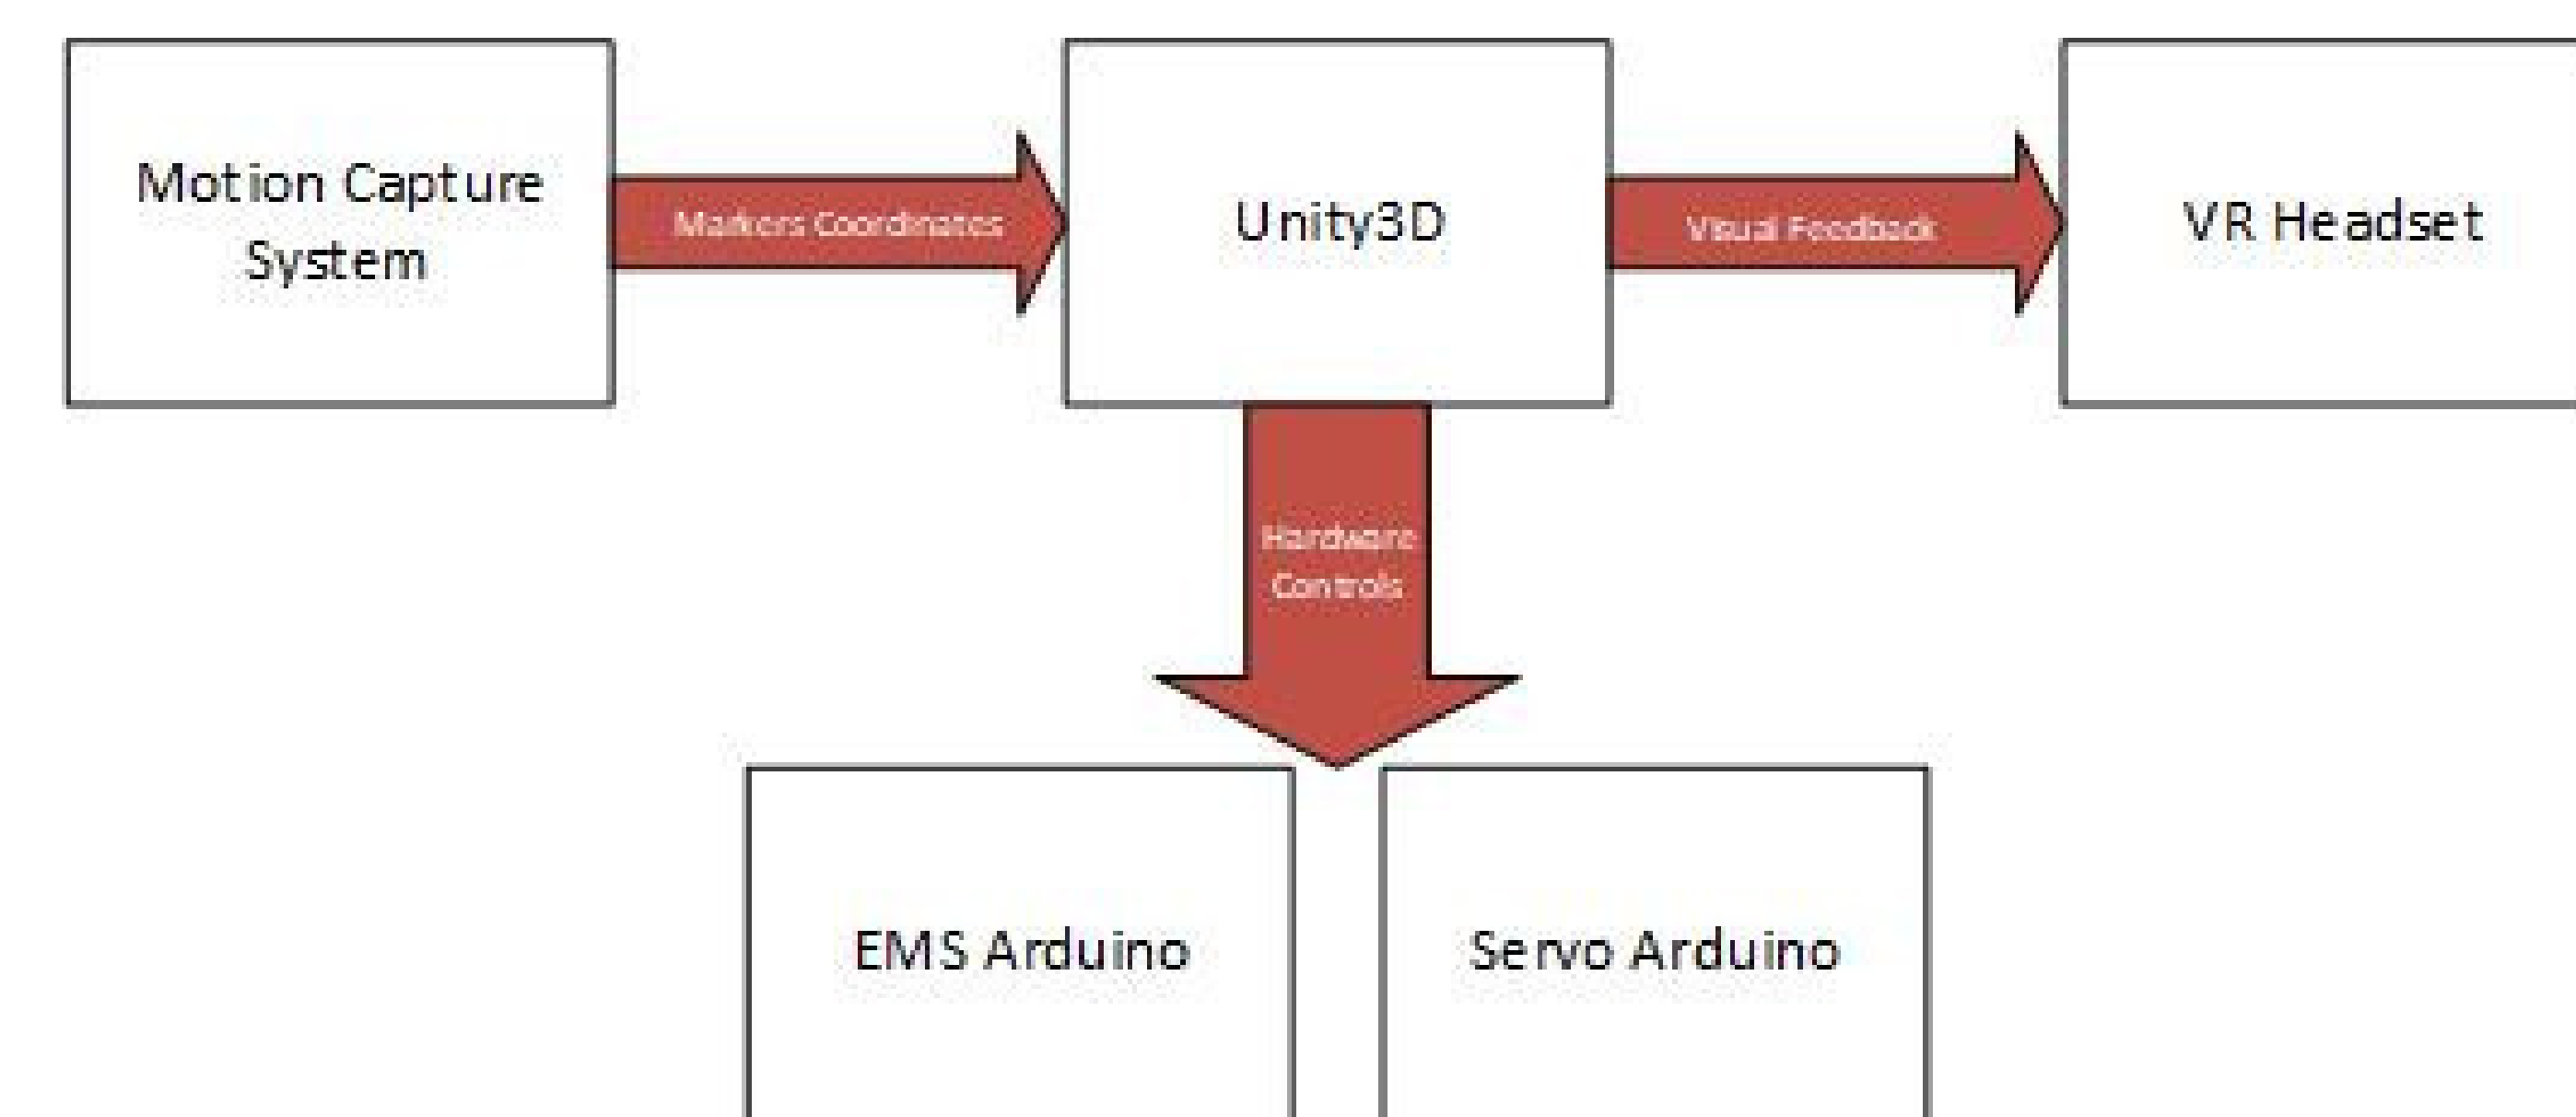 Motion Capture
System
Markers Coordinates
Unity3D
Visual Feedback
VR Headset
Hardware
Controls
EMS Arduino
Servo Arduino